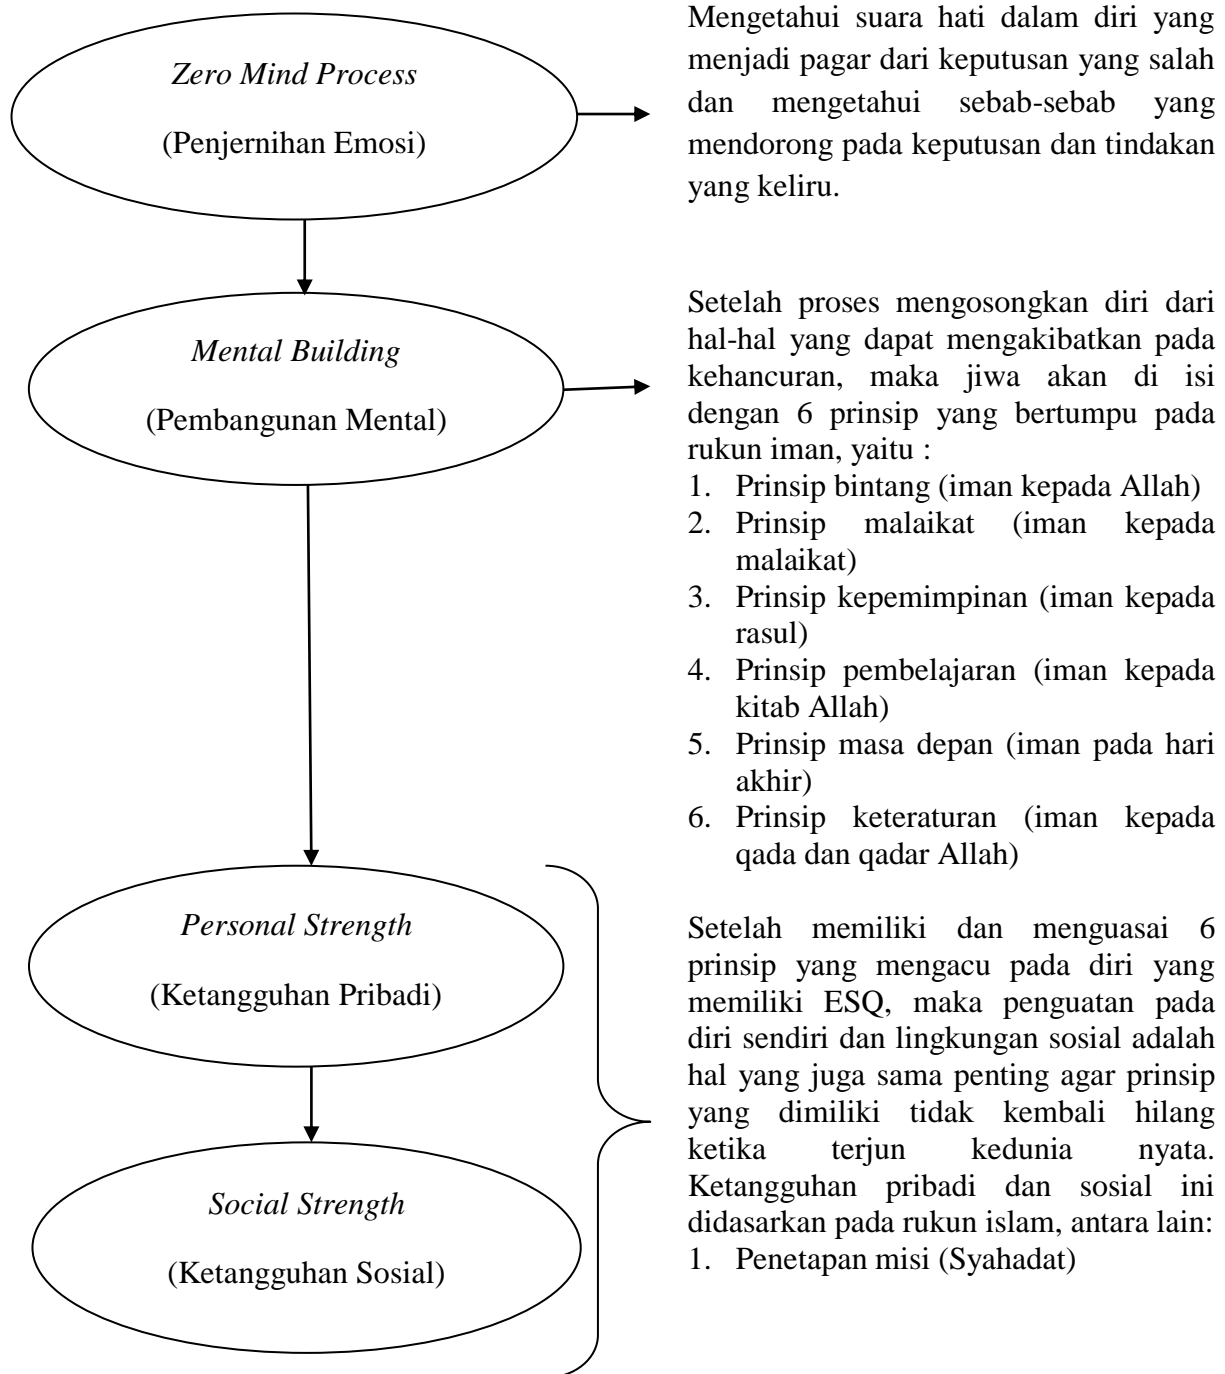 Zero Mind Process
(Penjernihan Emosi)
Mengetahui suara hati dalam diri yang
menjadi pagar dari keputusan yang salah
dan mengetahui sebab-sebab yang
mendorong pada keputusan dan tindakan
yang keliru.
Mental Building
(Pembangunan Mental)
Setelah proses mengosongkan diri dari
hal-hal yang dapat mengakibatkan pada
kehancuran, maka jiwa akan di isi
dengan 6 prinsip yang bertumpu pada
rukun iman, yaitu :
1. Prinsip bintang (iman kepada Allah)
2. Prinsip malaikat (iman kepada
malaikat)
3. Prinsip kepemimpinan (iman kepada
rasul)
4. Prinsip pembelajaran (iman kepada
kitab Allah)
5. Prinsip masa depan (iman pada hari
akhir)
6. Prinsip keteraturan (iman kepada
qada dan qadar Allah)
Personal Strength
(Ketangguhan Pribadi)
Social Strength
(Ketangguhan Sosial)
Setelah memiliki dan menguasai 6
prinsip yang mengacu pada diri yang
memiliki ESQ, maka penguatan pada
diri sendiri dan lingkungan sosial adalah
hal yang juga sama penting agar prinsip
yang dimiliki tidak kembali hilang
ketika terjun kedunia nyata.
Ketangguhan pribadi dan sosial ini
didasarkan pada rukun islam, antara lain:
1. Penetapan misi (Syahadat)